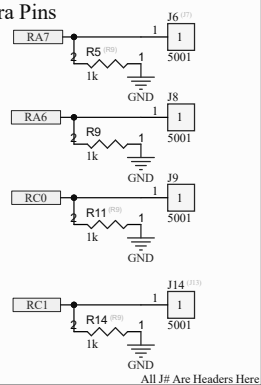 ra Pins
J6 (J7)
RA7 1 1
5001
2 R5 (R9) 1
1k
GND
J8
RA6 1 1
5001
2 R9 1
1k
GND
J9
RC0 1 1
5001
2 R11 (R9) 1
1k
GND
J14 (J13)
RC1 1 1
5001
2 R14 (R9) 1
1k
GND
All J# Are Headers Here